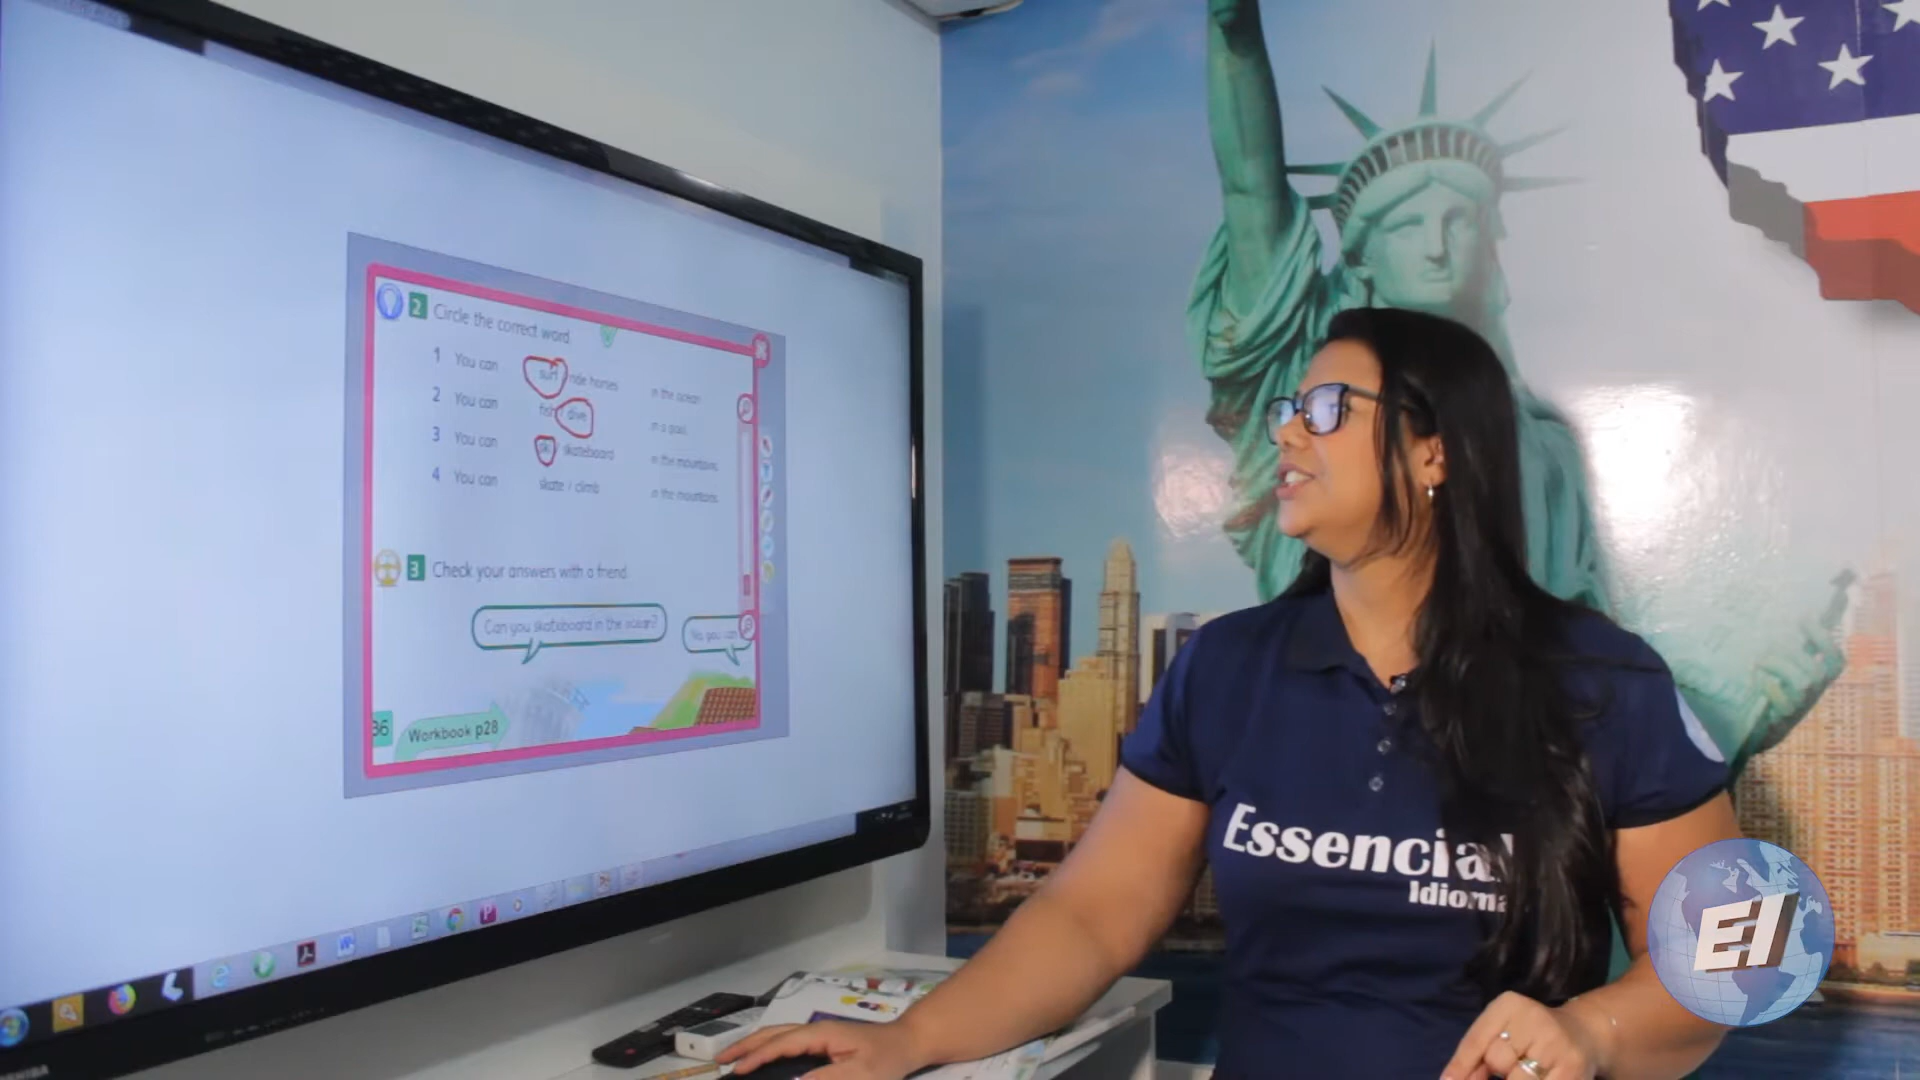 2 Circle the correct word.
1 You can surf / ride horses in the ocean.
2 You can fish / dive in a pool.
3 You can ski / skateboard in the mountains.
4 You can skate / climb in the mountains.
3 Check your answers with a friend.
Can you skateboard in the ocean?
No, you can
36 Workbook p28
Essencial
Idioma
EI